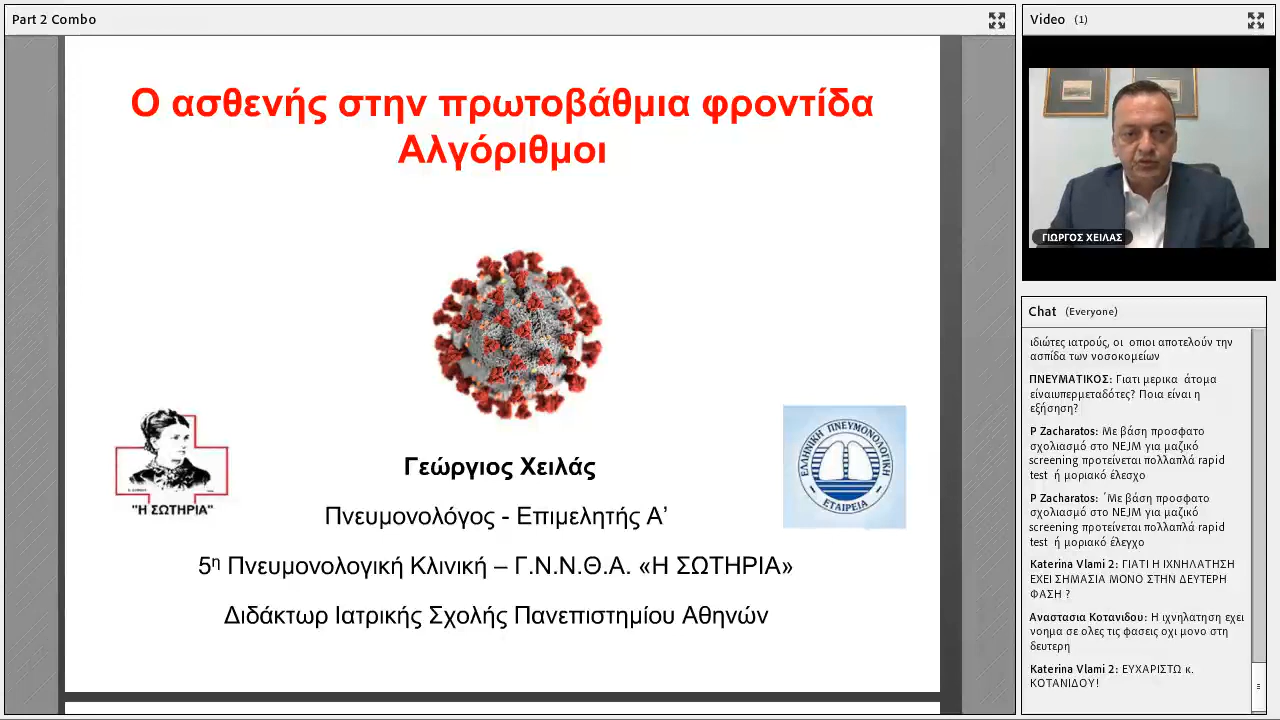 Part 2 Combo
Ο ασθενής στην πρωτοβάθμια φροντίδα
Αλγόριθμοι
"Η ΣΩΤΗΡΙΑ"
ΕΛΛΗΝΙΚΗ ΠΝΕΥΜΟΝΟΛΟΓΙΚΗ
ΕΤΑΙΡΕΙΑ
Γεώργιος Χειλάς
Πνευμονολόγος - Επιμελητής Α’
5η Πνευμονολογική Κλινική – Γ.Ν.Ν.Θ.Α. «Η ΣΩΤΗΡΙΑ»
Διδάκτωρ Ιατρικής Σχολής Πανεπιστημίου Αθηνών
Video (1)
ΓΙΩΡΓΟΣ ΧΕΙΛΑΣ
Chat (Everyone)
ιδιώτες ιατρούς, οι οπιοι αποτελούν την
ασπίδα των νοσοκομείων
ΠΝΕΥΜΑΤΙΚΟΣ: Γιατι μερικα άτομα
είναιυπερμεταδότες? Ποια είναι η
εξήσηση?
P Zacharatos: Με βάση προσφατο
σχολιασμό στο NEJM για μαζικό
screening προτείνεται πολλαπλά rapid
test ή μοριακό έλεσχο
P Zacharatos: ΄Με βάση προσφατο
σχολιασμό στο NEJM για μαζικό
screening προτείνεται πολλαπλά rapid
test ή μοριακό έλεγχο
Katerina Vlami 2: ΓΙΑΤΙ Η ΙΧΝΗΛΑΤΗΣΗ
ΕΧΕΙ ΣΗΜΑΣΙΑ ΜΟΝΟ ΣΤΗΝ ΔΕΥΤΕΡΗ
ΦΑΣΗ ?
Αναστασια Κοτανιδου: Η ιχνηλατηση εχει
νοημα σε ολες τις φασεις οχι μονο στη
δευτερη
Katerina Vlami 2: ΕΥΧΑΡΙΣΤΩ κ.
ΚΟΤΑΝΙΔΟΥ!